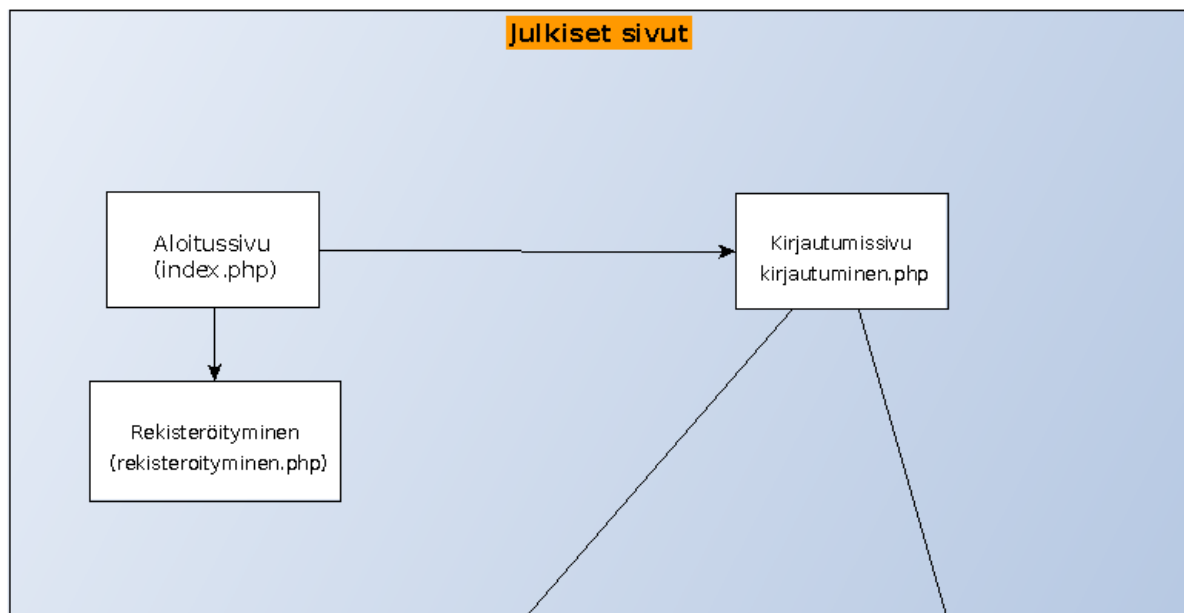 Julkiset sivut
Aloitussivu
(index.php)
Kirjautumissivu
kirjautuminen.php
Rekisteröityminen
(rekisteroityminen.php)